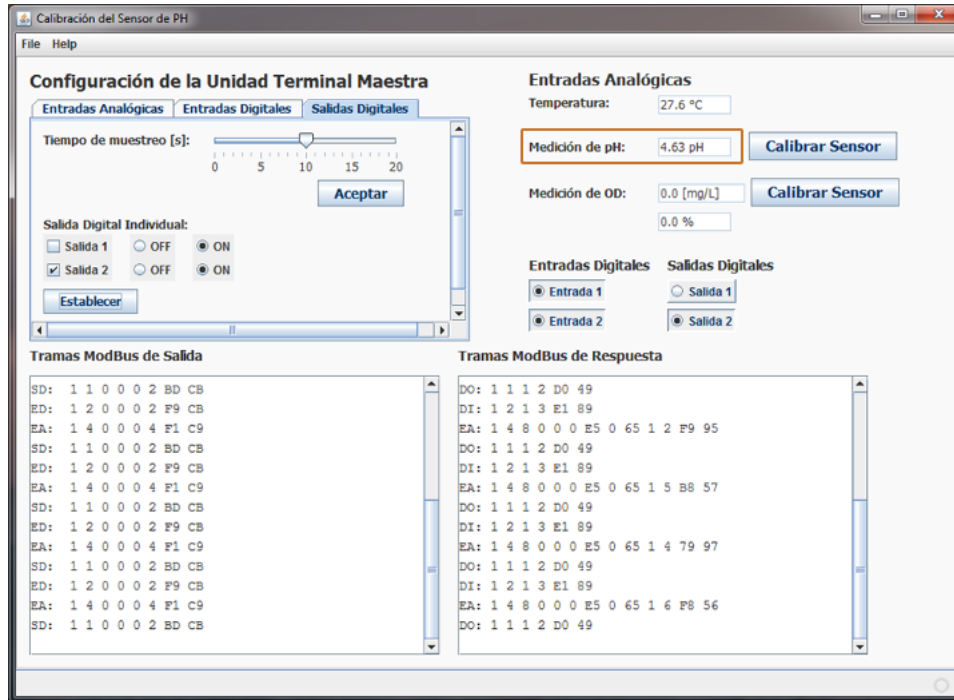 Calibración del Sensor de PH
File Help
Configuración de la Unidad Terminal Maestra
Entradas Analógicas Entradas Digitales Salidas Digitales
Tiempo de muestreo [s]:
0 5 10 15 20
Aceptar
Salida Digital Individual:
Salida 1 OFF ON
Salida 2 OFF ON
Establecer
Entradas Analógicas
Temperatura: 27.6 °C
Medición de pH: 4.63 pH Calibrar Sensor
Medición de OD: 0.0 [mg/L] Calibrar Sensor
0.0 %
Entradas Digitales Salidas Digitales
Entrada 1 Salida 1
Entrada 2 Salida 2
Tramas ModBus de Salida
SD: 1 1 0 0 0 2 BD CB
ED: 1 2 0 0 0 2 F9 CB
EA: 1 4 0 0 0 4 F1 C9
SD: 1 1 0 0 0 2 BD CB
ED: 1 2 0 0 0 2 F9 CB
EA: 1 4 0 0 0 4 F1 C9
SD: 1 1 0 0 0 2 BD CB
ED: 1 2 0 0 0 2 F9 CB
EA: 1 4 0 0 0 4 F1 C9
SD: 1 1 0 0 0 2 BD CB
ED: 1 2 0 0 0 2 F9 CB
EA: 1 4 0 0 0 4 F1 C9
SD: 1 1 0 0 0 2 BD CB
Tramas ModBus de Respuesta
DO: 1 1 1 2 D0 49
DI: 1 2 1 3 E1 89
EA: 1 4 8 0 0 0 E5 0 65 1 2 F9 95
DO: 1 1 1 2 D0 49
DI: 1 2 1 3 E1 89
EA: 1 4 8 0 0 0 E5 0 65 1 5 B8 57
DO: 1 1 1 2 D0 49
DI: 1 2 1 3 E1 89
EA: 1 4 8 0 0 0 E5 0 65 1 4 79 97
DO: 1 1 1 2 D0 49
DI: 1 2 1 3 E1 89
EA: 1 4 8 0 0 0 E5 0 65 1 6 F8 56
DO: 1 1 1 2 D0 49